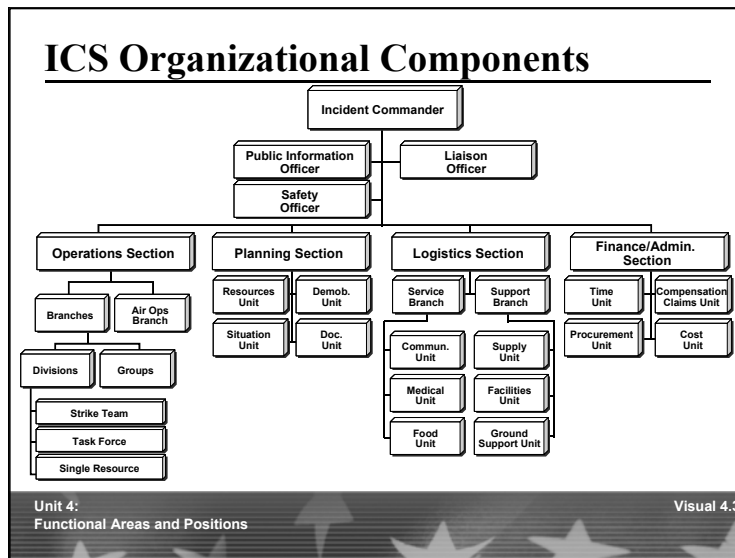 ICS Organizational Components
Incident Commander
Public Information
Officer
Liaison
Officer
Safety
Officer
Operations Section
Planning Section
Logistics Section
Finance/Admin.
Section
Branches
Air Ops
Branch
Divisions
Groups
Strike Team
Task Force
Single Resource
Resources
Unit
Demob.
Unit
Situation
Unit
Doc.
Unit
Service
Branch
Support
Branch
Commun.
Unit
Supply
Unit
Medical
Unit
Facilities
Unit
Food
Unit
Ground
Support Unit
Time
Unit
Compensation
Claims Unit
Procurement
Unit
Cost
Unit
Unit 4:
Functional Areas and Positions
Visual 4.3